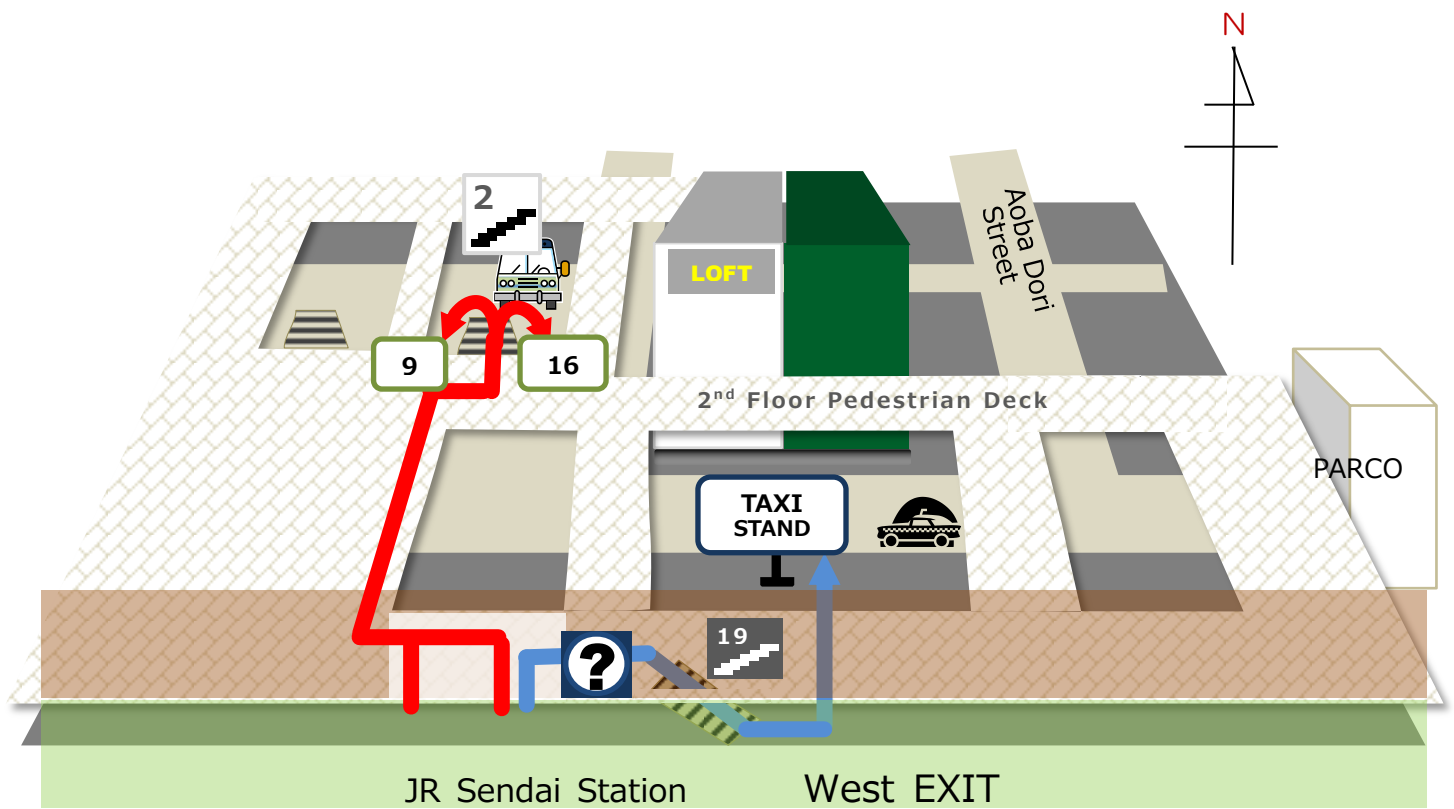 N
Aoba Dori
Street
2
LOFT
9
16
2nd Floor Pedestrian Deck
PARCO
TAXI
STAND
19
?
JR Sendai Station
West EXIT